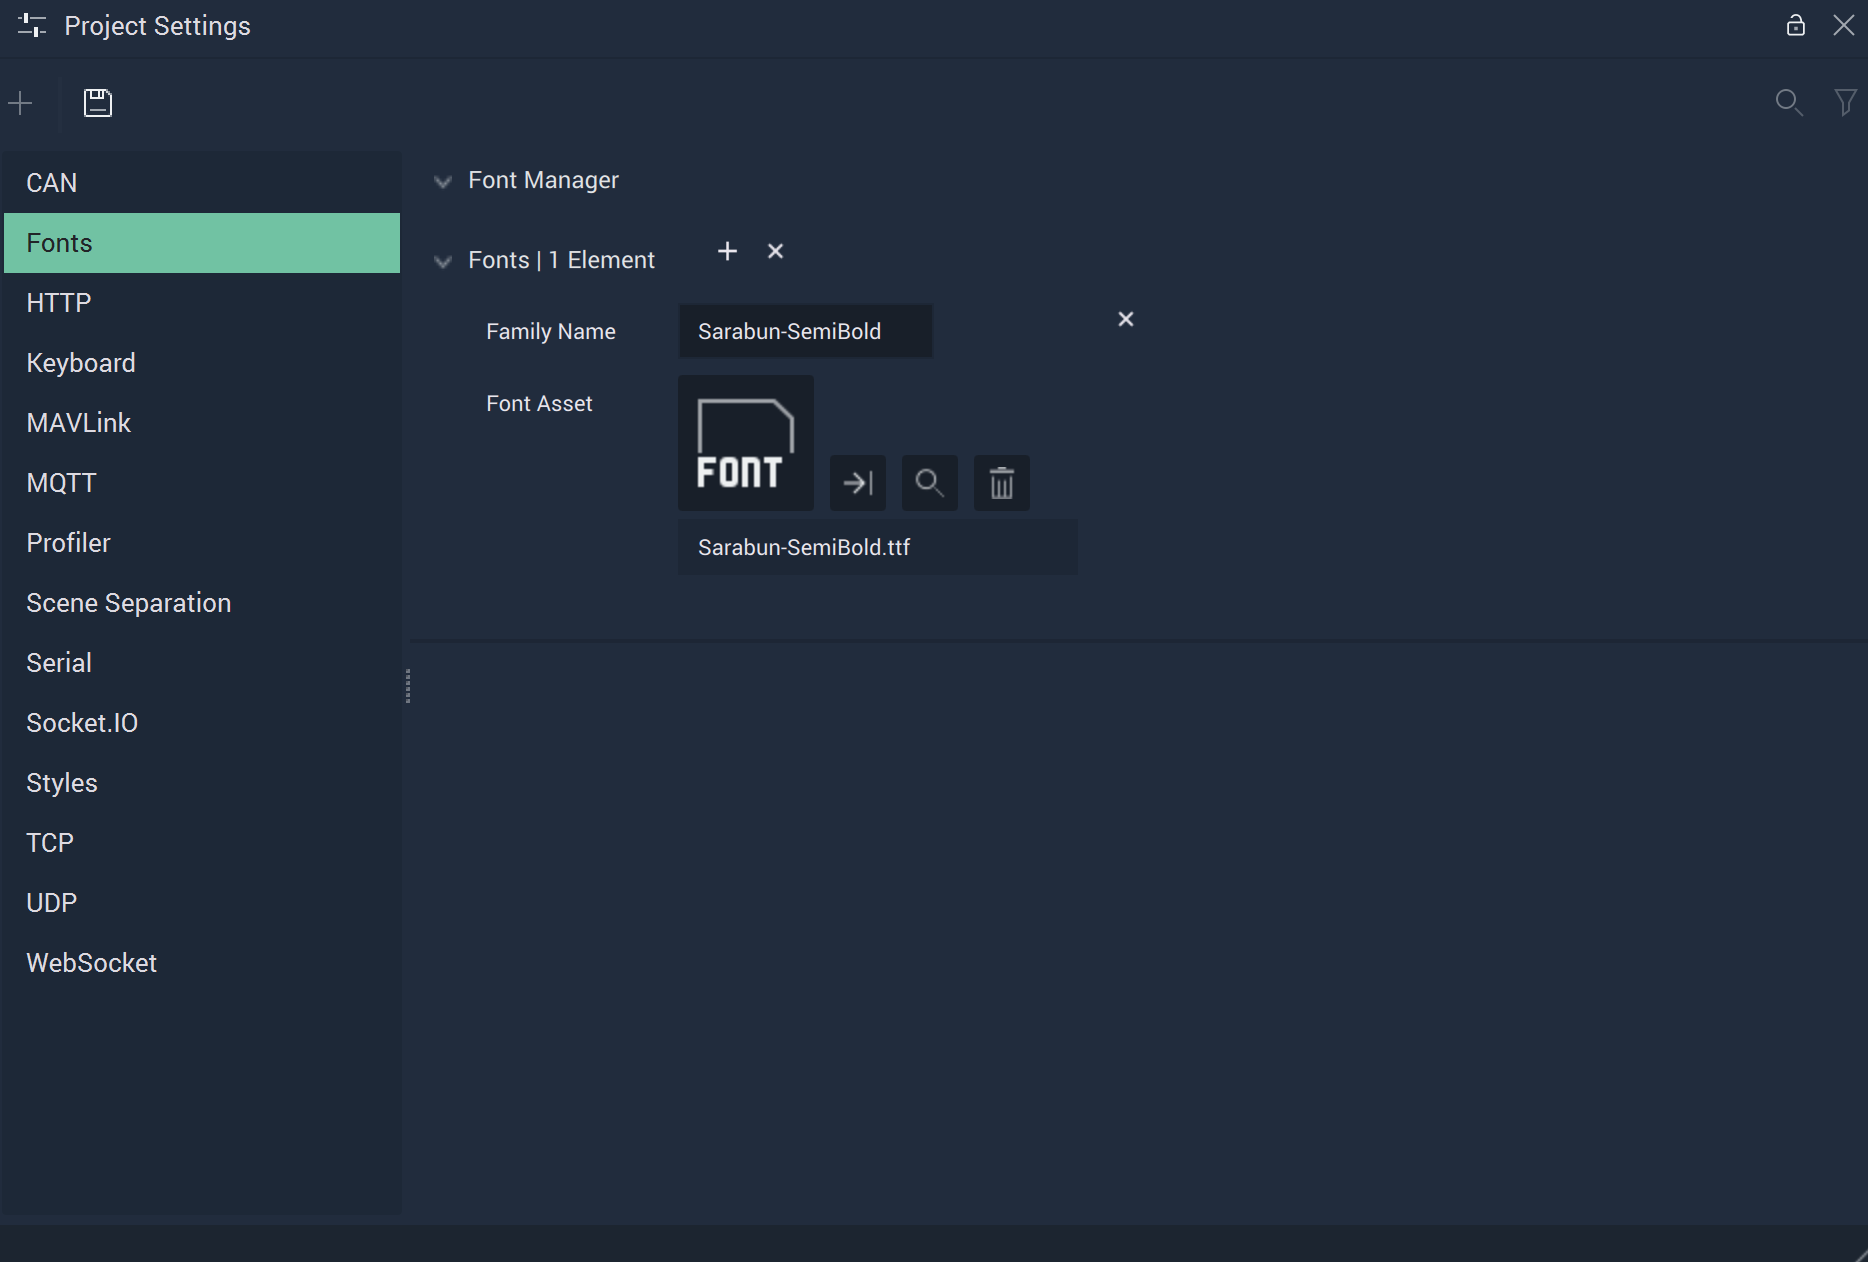 Project Settings
CAN
Fonts
HTTP
Keyboard
MAVLink
MQTT
Profiler
Scene Separation
Serial
Socket.IO
Styles
TCP
UDP
WebSocket
Font Manager
Fonts | 1 Element
Family Name
Sarabun-SemiBold
Font Asset
FONT
Sarabun-SemiBold.ttf